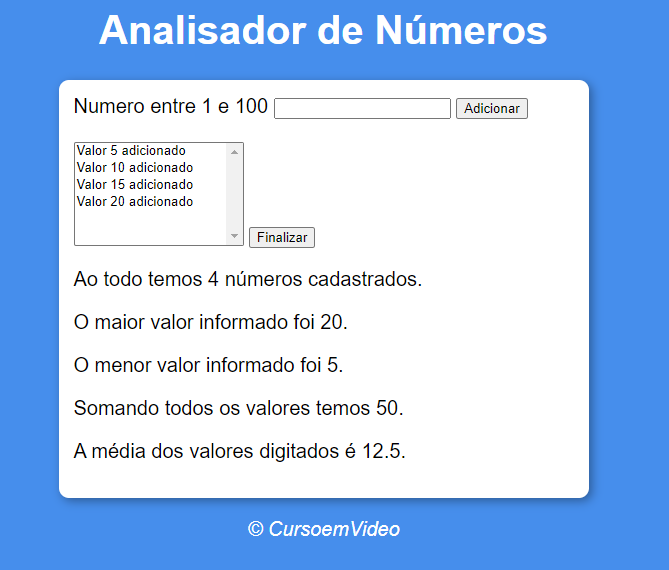 Analisador de Números
Numero entre 1 e 100 Adicionar
Valor 5 adicionado
Valor 10 adicionado
Valor 15 adicionado
Valor 20 adicionado
Finalizar
Ao todo temos 4 números cadastrados.
O maior valor informado foi 20.
O menor valor informado foi 5.
Somando todos os valores temos 50.
A média dos valores digitados é 12.5.
© CursoemVideo